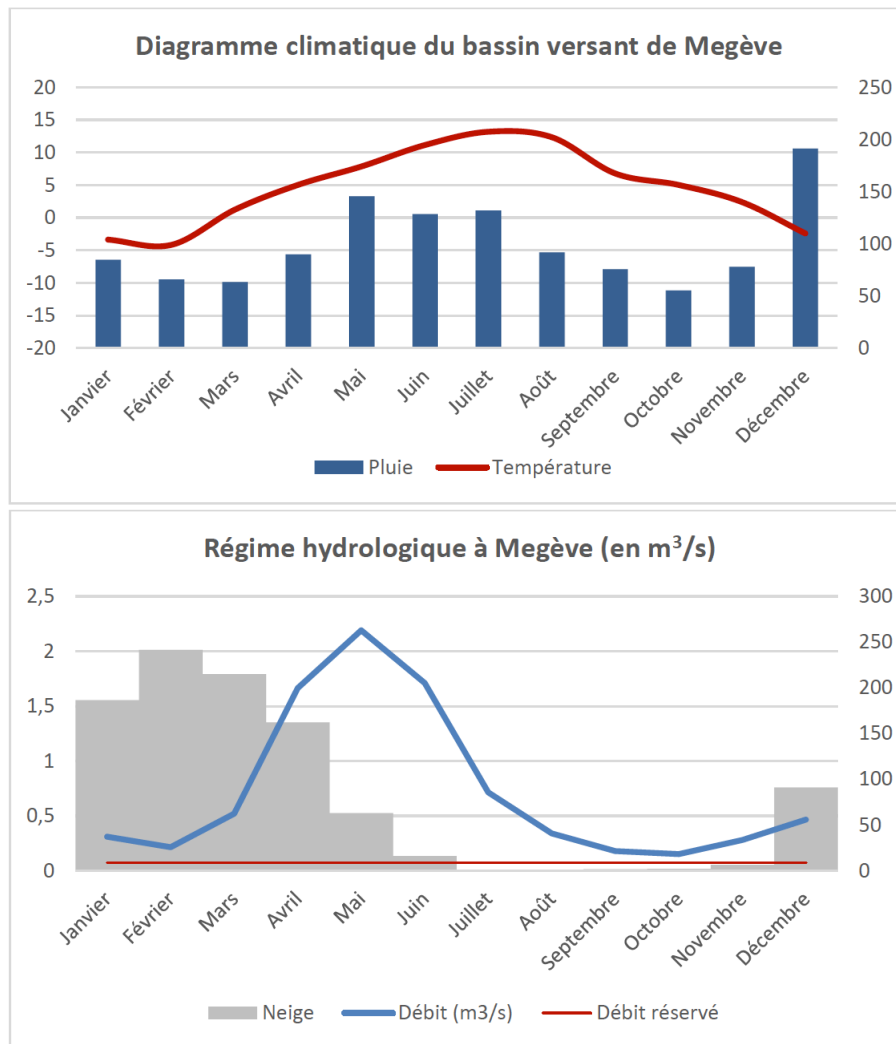 Diagramme climatique du bassin versant de Megève
20 250
15 200
10
5 150
0
-5 100
-10 50
-15
-20 0
Janvier Février Mars Avril Mai Juin Juillet Août Septembre Octobre Novembre Décembre
Pluie Température
Régime hydrologique à Megève (en m³/s)
2,5 300
2 250
1,5 200
1 150
100
0,5 50
0 0
Janvier Février Mars Avril Mai Juin Juillet Août Septembre Octobre Novembre Décembre
Neige Débit (m3/s) Débit réservé